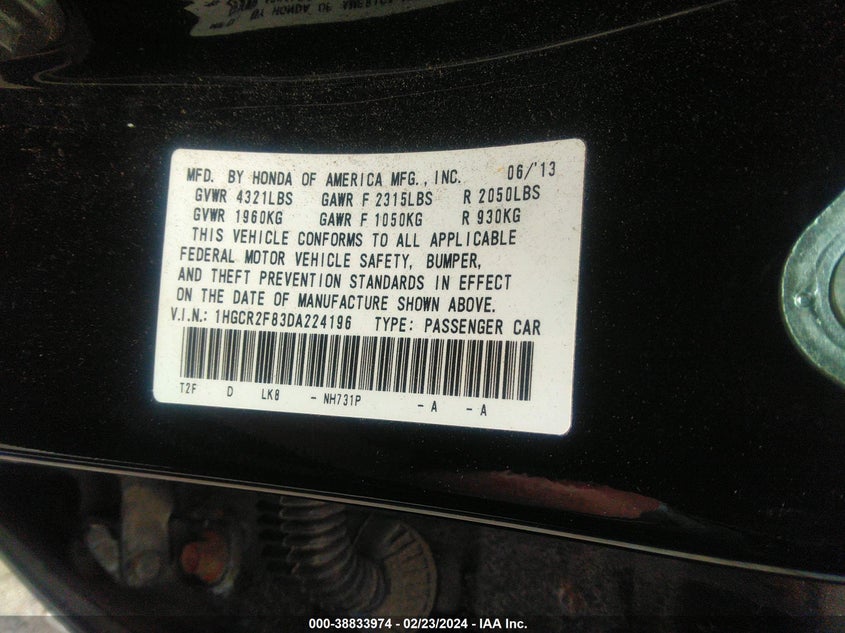 MFD. BY HONDA OF AMERICA MFG., INC. 06/'13
GVWR 4321LBS GAWR F 2315LBS R 2050LBS
GVWR 1960KG GAWR F 1050KG R 930KG
THIS VEHICLE CONFORMS TO ALL APPLICABLE
FEDERAL MOTOR VEHICLE SAFETY, BUMPER,
AND THEFT PREVENTION STANDARDS IN EFFECT
ON THE DATE OF MANUFACTURE SHOWN ABOVE.
V.I.N.: 1HGCR2F83DA224196 TYPE: PASSENGER CAR
T2F D LK8 - NH731P - A - A
000-38833974 - 02/23/2024 - IAA Inc.